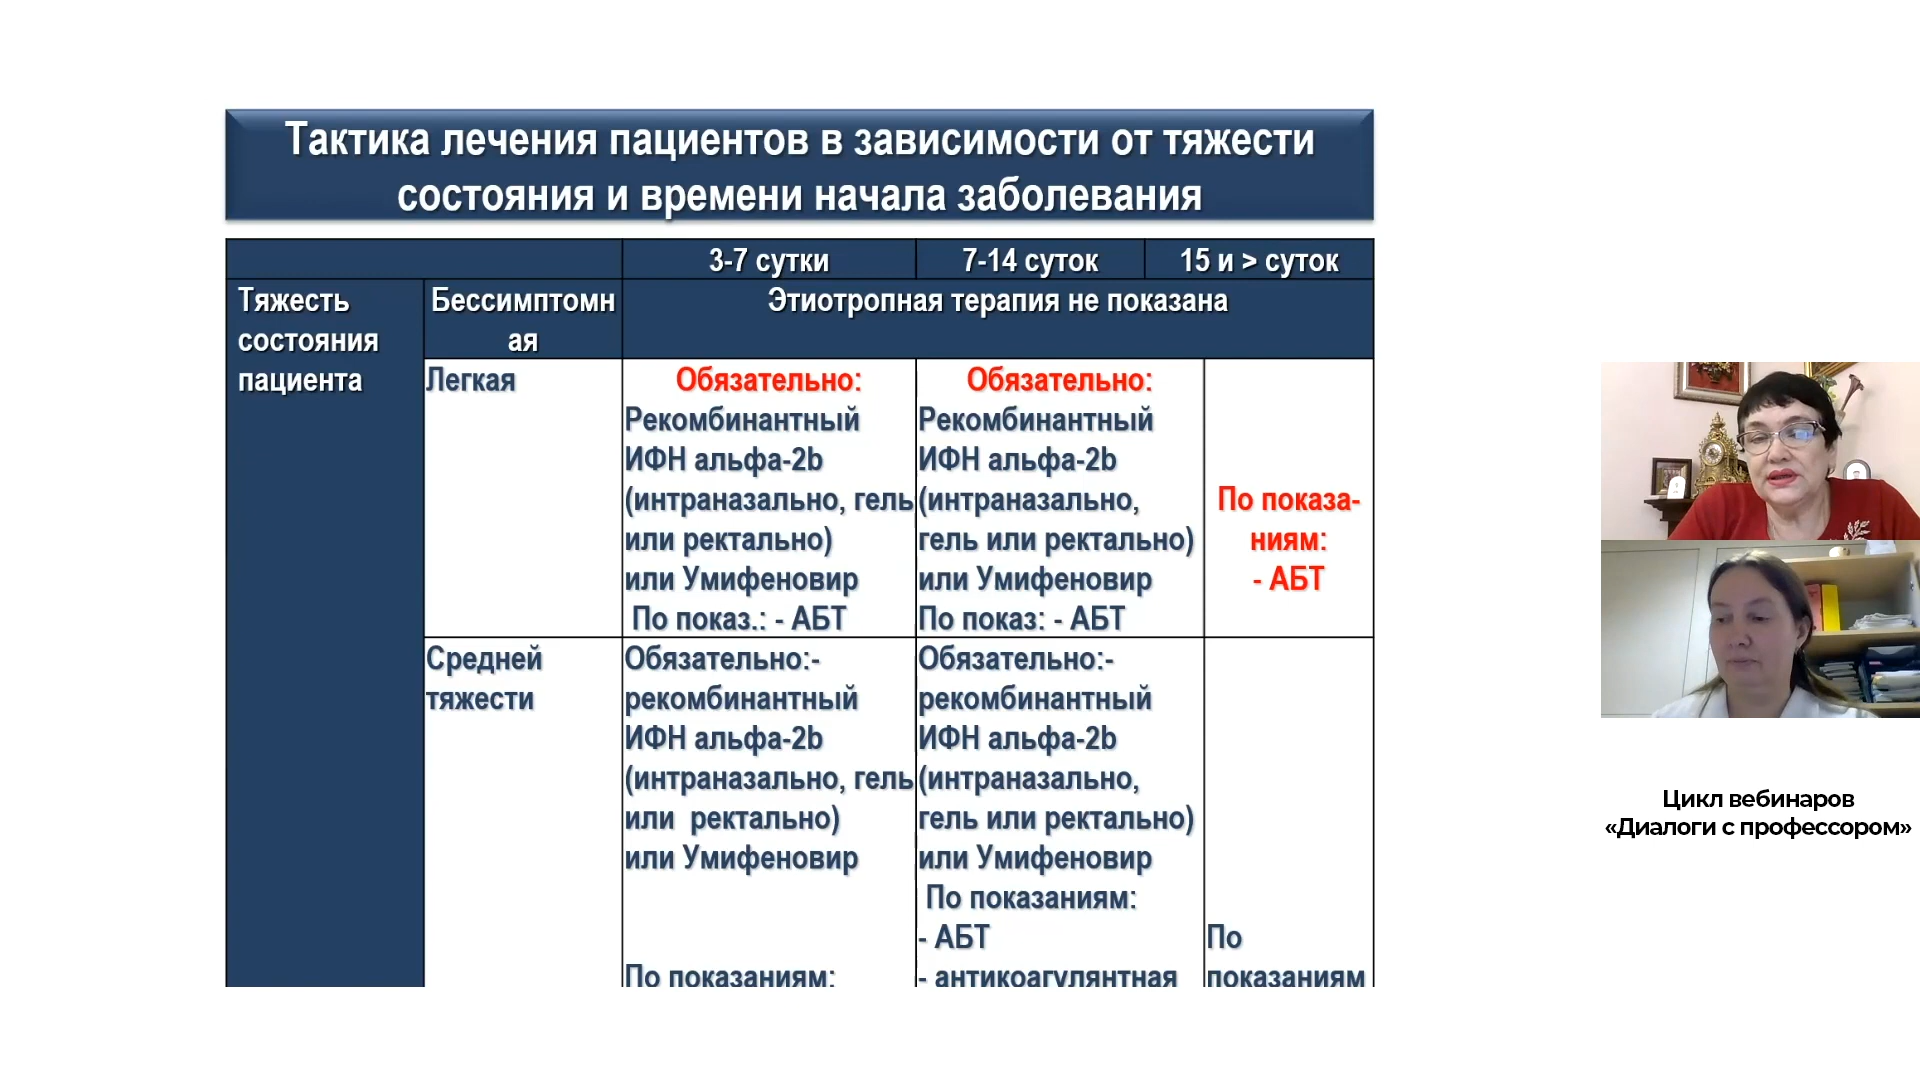 Тактика лечения пациентов в зависимости от тяжести
состояния и времени начала заболевания
3-7 сутки
7-14 суток
15 и > суток
Тяжесть
состояния
пациента
Бессимптомн
ая
Этиотропная терапия не показана
Легкая
Обязательно:
Рекомбинантный
ИФН альфа-2b
(интраназально, гель
или ректально)
или Умифеновир
По показ.: - АБТ
Обязательно:
Рекомбинантный
ИФН альфа-2b
(интраназально,
гель или ректально)
или Умифеновир
По показ: - АБТ
По показа-
ниям:
- АБТ
Средней
тяжести
Обязательно:-
рекомбинантный
ИФН альфа-2b
(интраназально, гель
или ректально)
или Умифеновир
По показаниям:
Обязательно:-
рекомбинантный
ИФН альфа-2b
(интраназально,
гель или ректально)
или Умифеновир
По показаниям:
- АБТ
- антикоагулянтная
По
показаниям
Цикл вебинаров
«Диалоги с профессором»